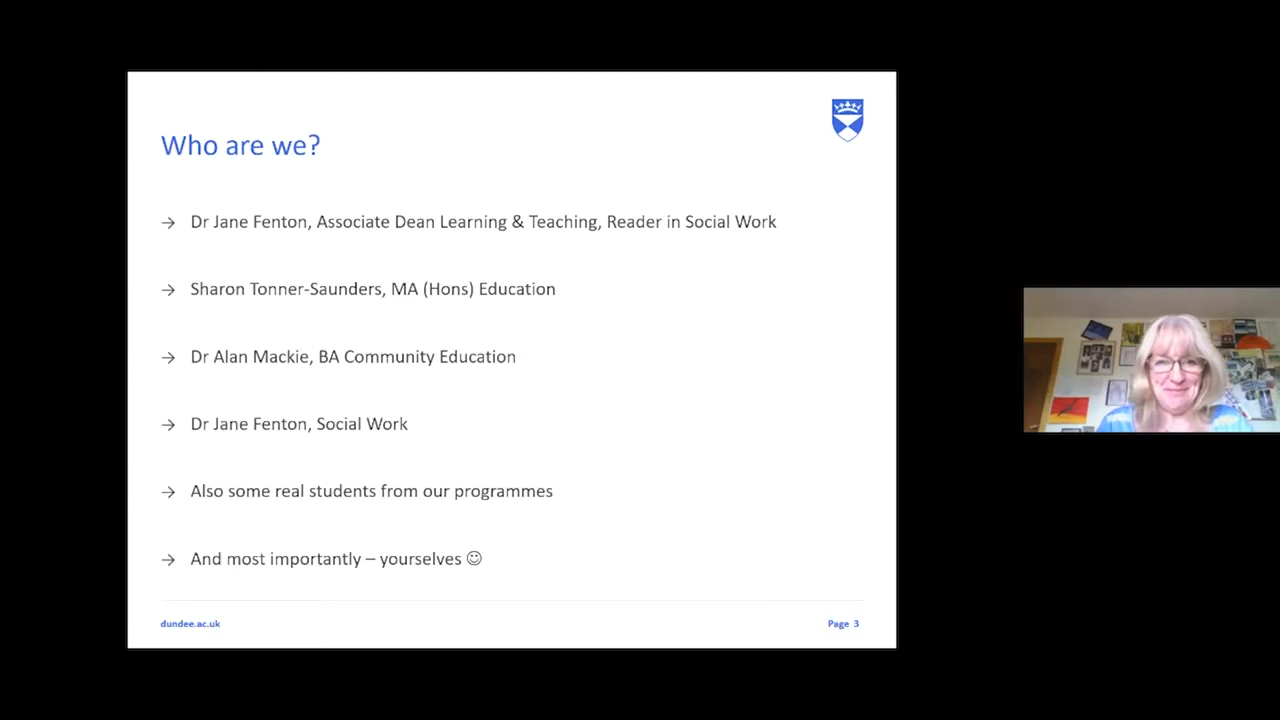 Who are we?
→ Dr Jane Fenton, Associate Dean Learning & Teaching, Reader in Social Work
→ Sharon Tonner-Saunders, MA (Hons) Education
→ Dr Alan Mackie, BA Community Education
→ Dr Jane Fenton, Social Work
→ Also some real students from our programmes
→ And most importantly – yourselves ☺
dundee.ac.uk
Page 3